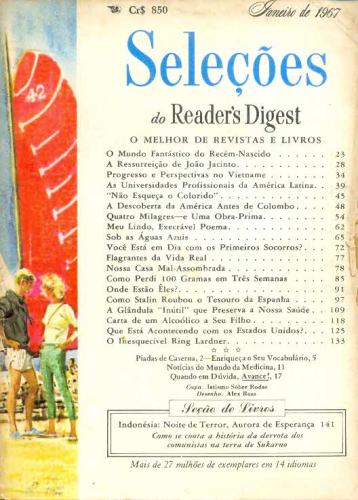 Cr$ 850
Janeiro de 1967
42
Seleções
do Reader's Digest
O MELHOR DE REVISTAS E LIVROS
O Mundo Fantástico do Recém-Nascido . . . . . . 23
A Ressurreição de João Jacinto. . . . . . . 28
Progresso e Perspectivas no Vietname . . . . . . 34
As Universidades Profissionais da América Latina. . 39
"Não Esqueça o Colorido" . . . . . . . . 45
A Descoberta da América Antes de Colombo . . . . 48
Quatro Milagres—e Uma Obra-Prima. . . . . . 54
Meu Lindo, Execrável Poema. . . . . . . . 62
Sob as Águas Azuis . . . . . . . . . 65
Você Está em Dia com os Primeiros Socorros?. . . . 72
Flagrantes da Vida Real . . . . . . . . 77
Nossa Casa Mal-Assombrada . . . . . . . . 78
Como Perdi 100 Gramas em Três Semanas . . . . 85
Onde Estão Êles?. . . . . . . . . . 91
Como Stalin Roubou o Tesouro da Espanha . . . . 97
A Glândula "Inútil" que Preserva a Nossa Saúde. . . 109
Carta de um Alcoólico a Seu Filho . . . . . . 118
Que Está Acontecendo com os Estados Unidos?. . . 125
O Inesquecível Ring Lardner. . . . . . . . 133
Piadas de Caserna, 2—Enriqueça o Seu Vocabulário, 5
Notícias do Mundo da Medicina, 11
Quando em Dúvida, Avance!, 17
Capa: Iatismo Sôbre Rodas
Desenho: Alex Ross
Seção de Livros
Indonésia: Noite de Terror, Aurora de Esperança 141
Como se conta a história da derrota dos
comunistas na terra de Sukarno
Mais de 27 milhões de exemplares em 14 idiomas